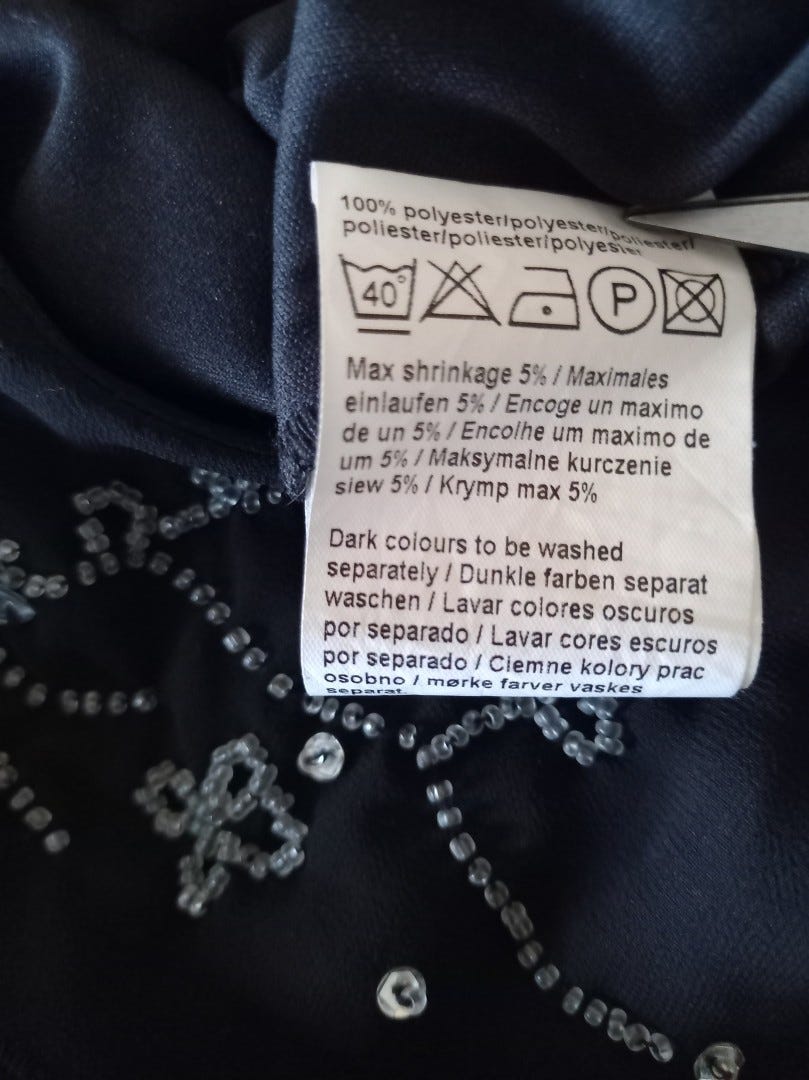 100% polyester/polyester/poliester/
poliester/poliester/polyester
40°
P
Max shrinkage 5% / Maximales
einlaufen 5% / Encoge un maximo
de un 5% / Encolhe um maximo de
um 5% / Maksymalne kurczenie
siew 5% / Krymp max 5%
Dark colours to be washed
separately / Dunkle farben separat
waschen / Lavar colores oscuros
por separado / Lavar cores escuros
por separado / Ciemne kolory prac
osobno / mørke farver vaskes
separat.